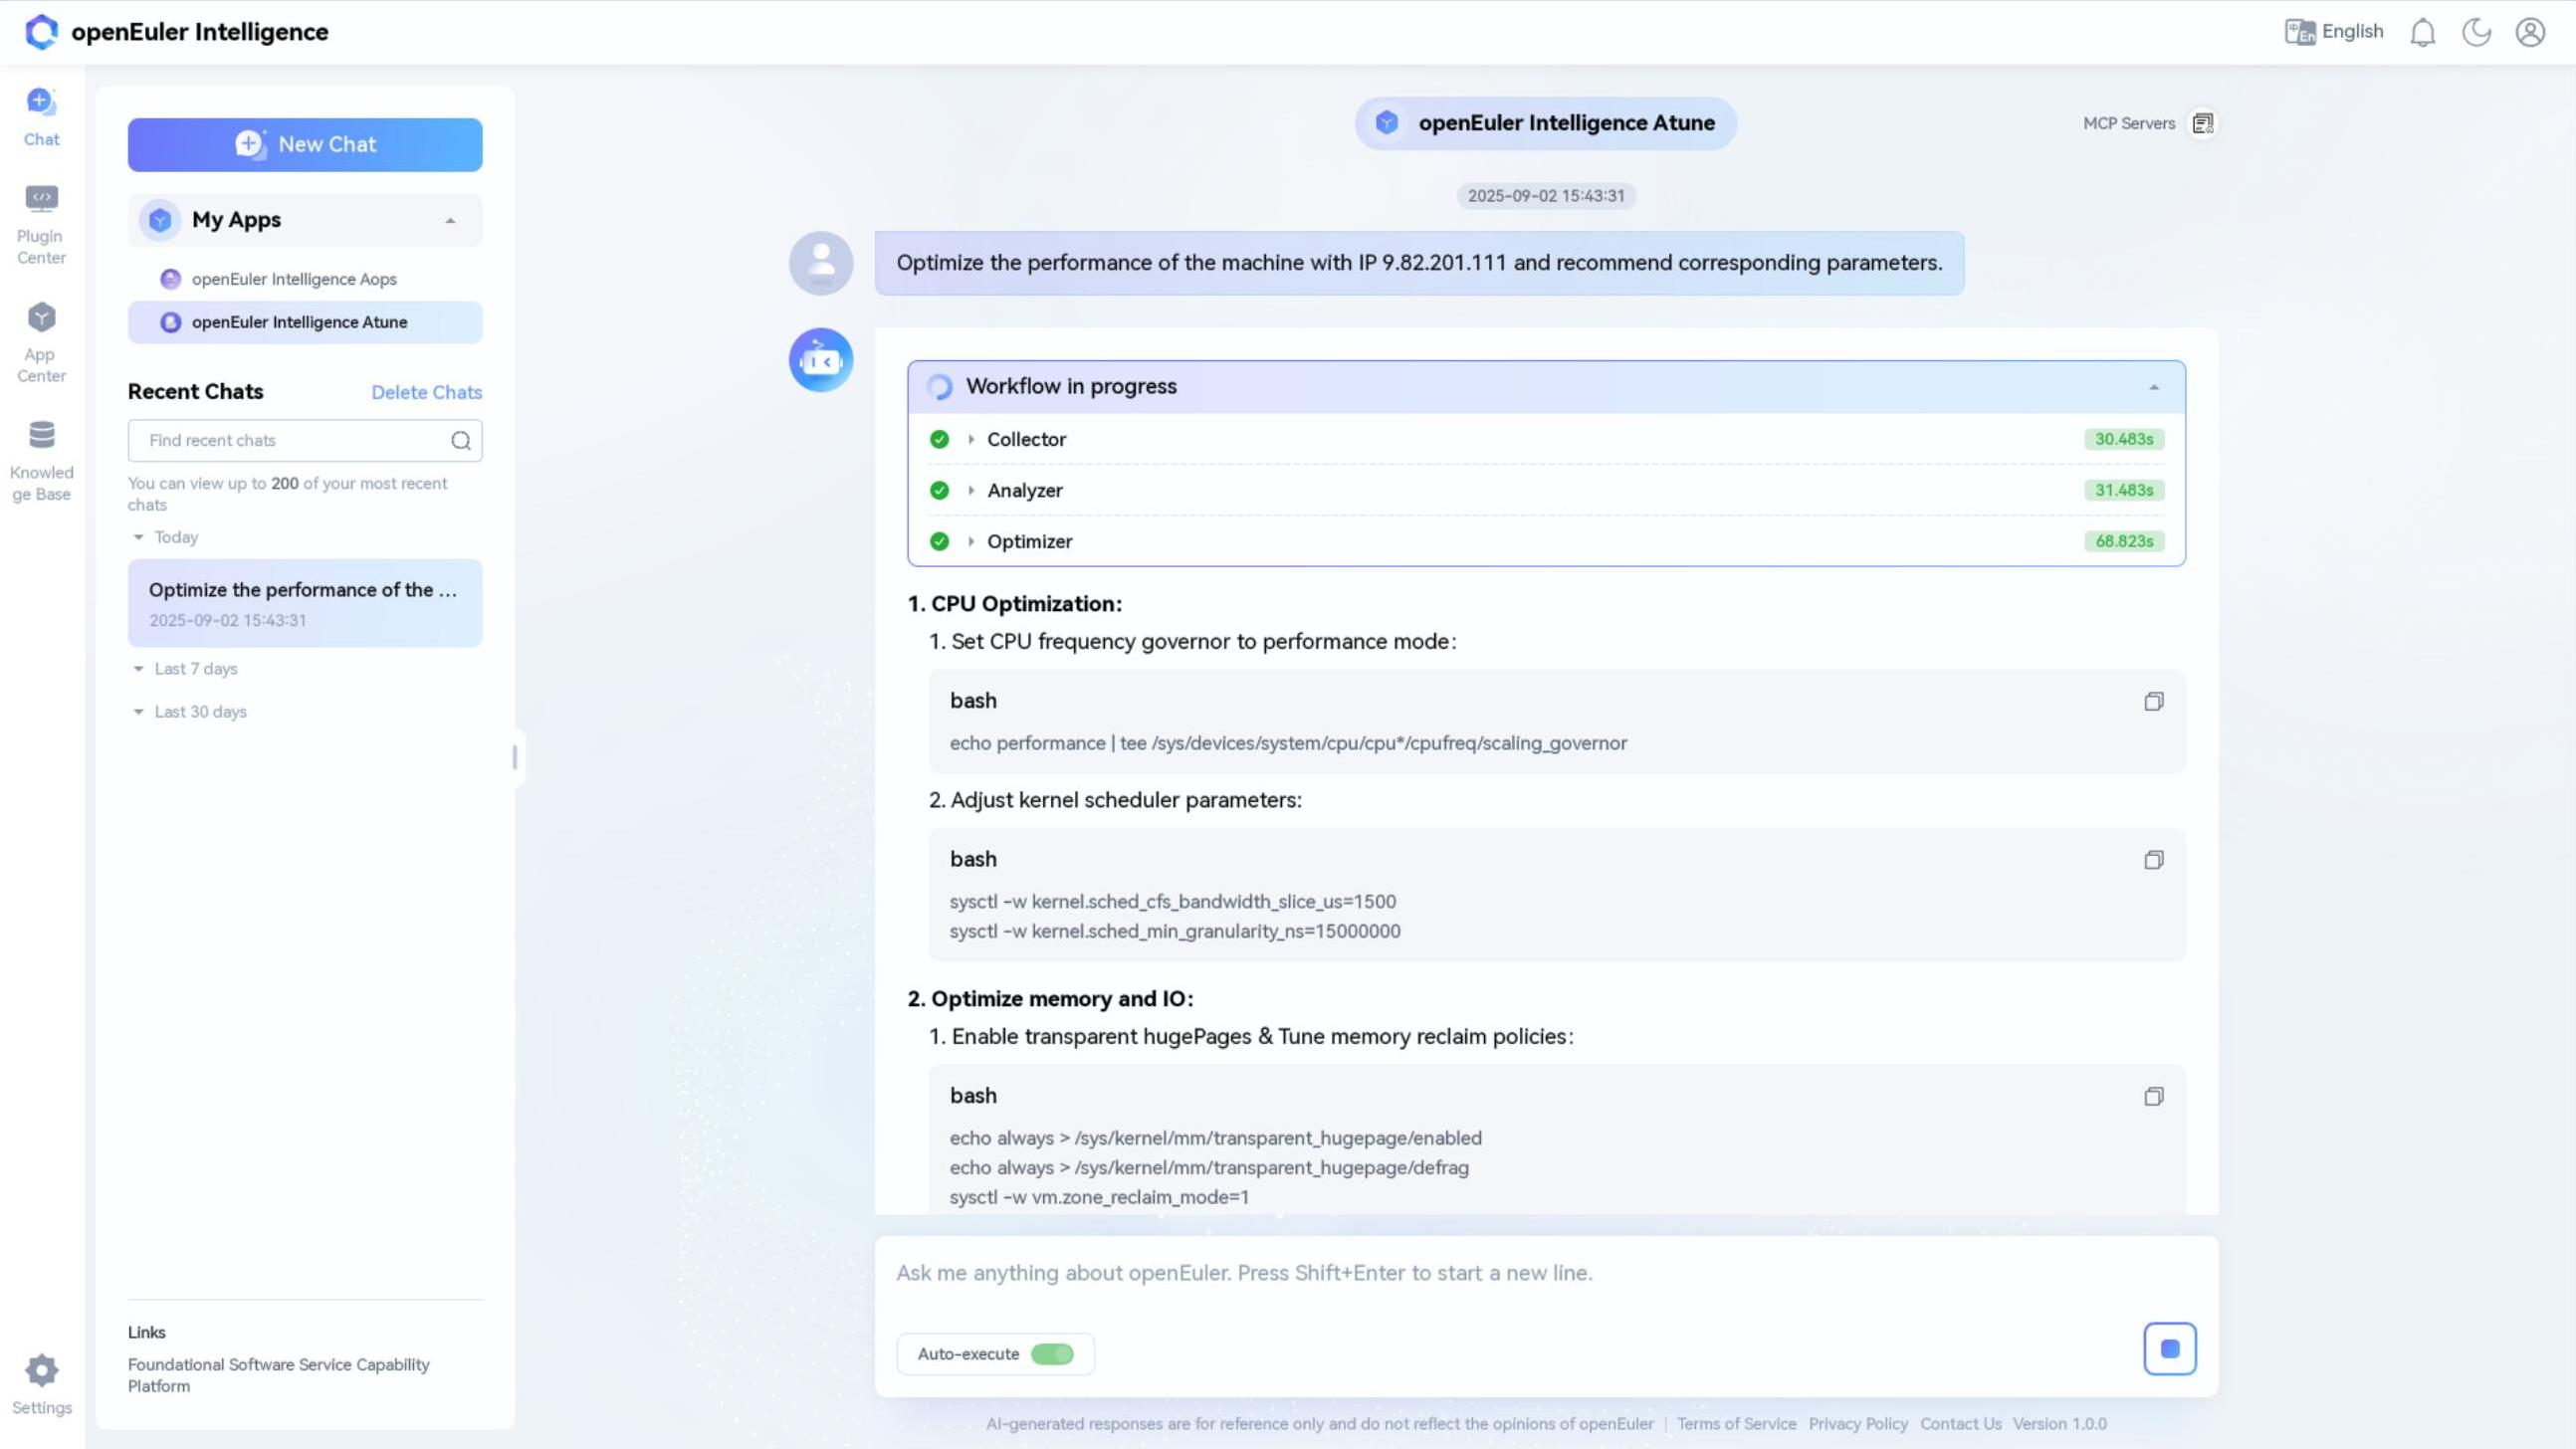 openEuler Intelligence
English
Chat
Plugin
Center
App
Center
Knowled
ge Base
Settings
New Chat
My Apps
openEuler Intelligence Aops
openEuler Intelligence Atune
Recent Chats
Delete Chats
Find recent chats
You can view up to 200 of your most recent
chats
Today
Optimize the performance of the ...
2025-09-02 15:43:31
Last 7 days
Last 30 days
Links
Foundational Software Service Capability
Platform
openEuler Intelligence Atune
MCP Servers
2025-09-02 15:43:31
Optimize the performance of the machine with IP 9.82.201.111 and recommend corresponding parameters.
Workflow in progress
Collector 30.483s
Analyzer 31.483s
Optimizer 68.823s
1. CPU Optimization:
1. Set CPU frequency governor to performance mode:
bash
echo performance | tee /sys/devices/system/cpu/cpu*/cpufreq/scaling_governor
2. Adjust kernel scheduler parameters:
bash
sysctl -w kernel.sched_cfs_bandwidth_slice_us=1500
sysctl -w kernel.sched_min_granularity_ns=15000000
2. Optimize memory and IO:
1. Enable transparent hugePages & Tune memory reclaim policies:
bash
echo always > /sys/kernel/mm/transparent_hugepage/enabled
echo always > /sys/kernel/mm/transparent_hugepage/defrag
sysctl -w vm.zone_reclaim_mode=1
Ask me anything about openEuler. Press Shift+Enter to start a new line.
Auto-execute
AI-generated responses are for reference only and do not reflect the opinions of openEuler | Terms of Service Privacy Policy Contact Us Version 1.0.0